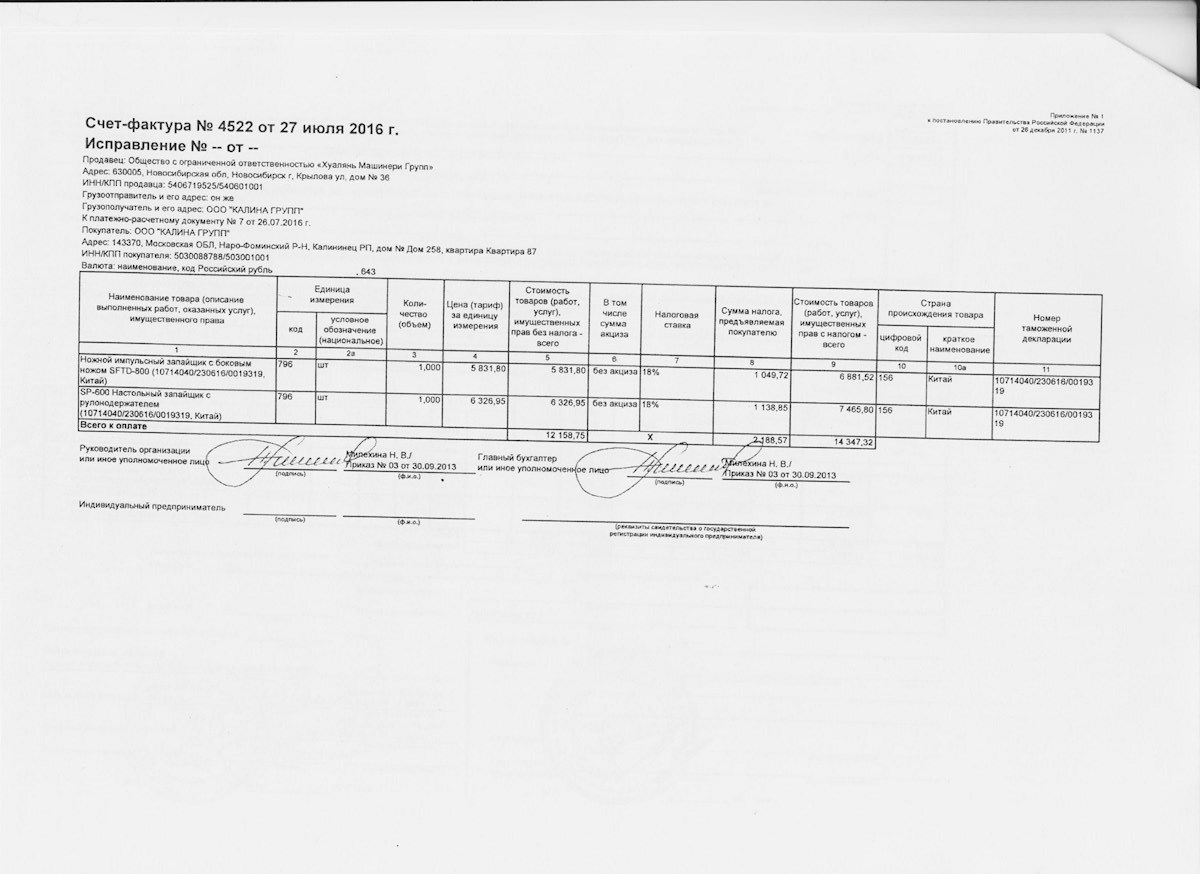 Приложение № 1
к постановлению Правительства Российской Федерации
от 26 декабря 2011 г. № 1137
Счет-фактура № 4522 от 27 июля 2016 г.
Исправление № -- от --
Продавец: Общество с ограниченной ответственностью «Хуалянь Машинери Групп»
Адрес: 630005, Новосибирская обл, Новосибирск г, Крылова ул, дом № 36
ИНН/КПП продавца: 5406719525/540601001
Грузоотправитель и его адрес: он же
Грузополучатель и его адрес: ООО "КАЛИНА ГРУПП"
К платежно-расчетному документу № 7 от 26.07.2016 г.
Покупатель: ООО "КАЛИНА ГРУПП"
Адрес: 143370, Московская ОБЛ, Наро-Фоминский Р-Н, Калининец РП, дом № Дом 258, квартира Квартира 87
ИНН/КПП покупателя: 5030088788/503001001
Валюта: наименование, код Российский рубль , 643
Наименование товара (описание выполненных работ, оказанных услуг), имущественного права
Единица измерения
код
условное обозначение (национальное)
Коли-чество (объем)
Цена (тариф) за единицу измерения
Стоимость товаров (работ, услуг), имущественных прав без налога - всего
В том числе сумма акциза
Налоговая ставка
Сумма налога, предъявляемая покупателю
Стоимость товаров (работ, услуг), имущественных прав с налогом - всего
Страна происхождения товара
цифровой код
краткое наименование
Номер таможенной декларации
1 2 2а 3 4 5 6 7 8 9 10 10а 11
Ножной импульсный запайщик с боковым ножом SFTD-800 (10714040/230616/0019319, Китай) 796 шт 1,000 5 831,80 5 831,80 без акциза 18% 1 049,72 6 881,52 156 Китай 10714040/230616/0019319
SP-600 Настольный запайщик с рулонодержателем (10714040/230616/0019319, Китай) 796 шт 1,000 6 326,95 6 326,95 без акциза 18% 1 138,85 7 465,80 156 Китай 10714040/230616/0019319
Всего к оплате 12 158,75 X 2 188,57 14 347,32
Руководитель организации
или иное уполномоченное лицо
Милехина Н. В./
Приказ № 03 от 30.09.2013
(подпись) (ф.и.о.)
Главный бухгалтер
или иное уполномоченное лицо
Милехина Н. В./
Приказ № 03 от 30.09.2013
(подпись) (ф.и.о.)
Индивидуальный предприниматель
(подпись) (ф.и.о.)
(реквизиты свидетельства о государственной
регистрации индивидуального предпринимателя)